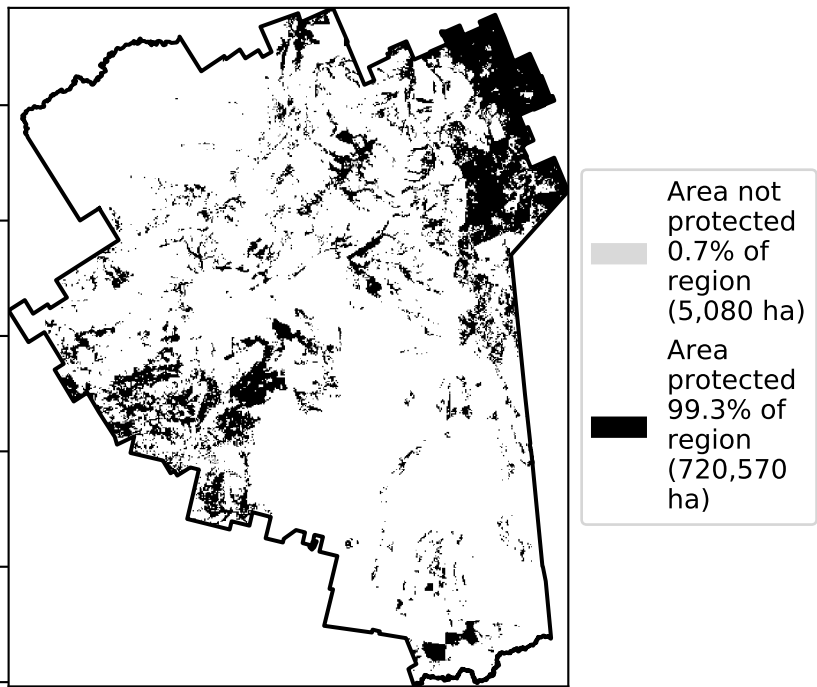 Area not
protected
0.7% of
region
(5,080 ha)
Area
protected
99.3% of
region
(720,570
ha)